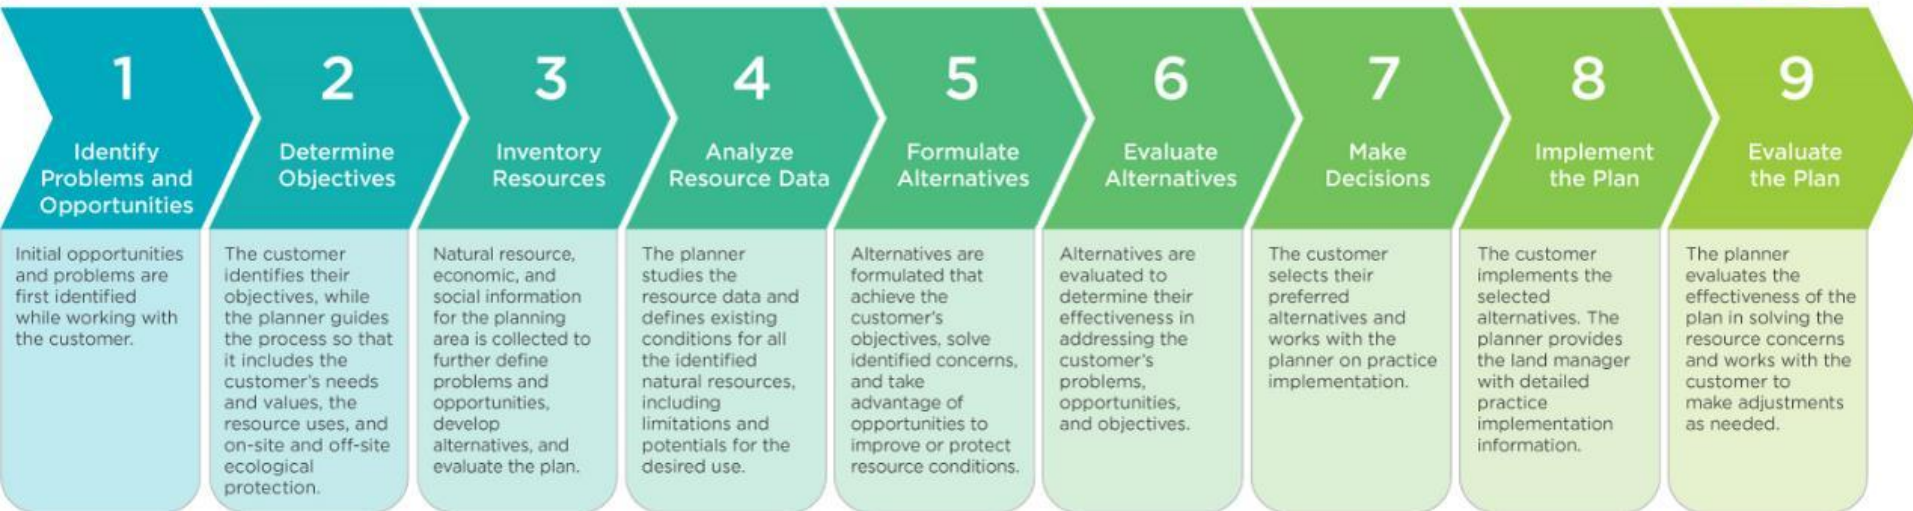 1
Identify
Problems and
Opportunities
Initial opportunities
and problems are
first identified
while working with
the customer.
2
Determine
Objectives
The customer
identifies their
objectives, while
the planner guides
the process so that
it includes the
customer's needs
and values, the
resource uses, and
on-site and off-site
ecological
protection.
3
Inventory
Resources
Natural resource,
economic, and
social information
for the planning
area is collected to
further define
problems and
opportunities,
develop
alternatives, and
evaluate the plan.
4
Analyze
Resource Data
The planner
studies the
resource data and
defines existing
conditions for all
the identified
natural resources,
including
limitations and
potentials for the
desired use.
5
Formulate
Alternatives
Alternatives are
formulated that
achieve the
customer's
objectives, solve
identified concerns,
and take
advantage of
opportunities to
improve or protect
resource conditions.
6
Evaluate
Alternatives
Alternatives are
evaluated to
determine their
effectiveness in
addressing the
customer's
problems,
opportunities,
and objectives.
7
Make
Decisions
The customer
selects their
preferred
alternatives and
works with the
planner on practice
implementation.
8
Implement
the Plan
The customer
implements the
selected
alternatives. The
planner provides
the land manager
with detailed
practice
implementation
information.
9
Evaluate
the Plan
The planner
evaluates the
effectiveness of the
plan in solving the
resource concerns
and works with the
customer to
make adjustments
as needed.